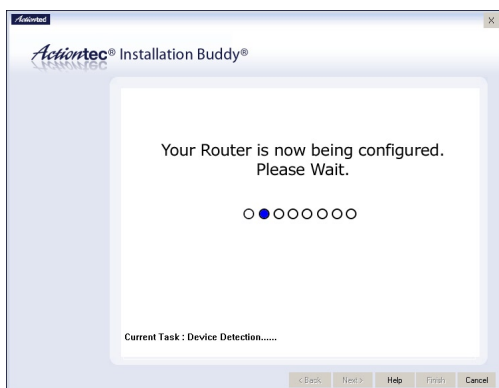 Actiontec
X
Actiontec® Installation Buddy®
Your Router is now being configured.
Please Wait.
Current Task : Device Detection......
< Back Next > Help Finish Cancel